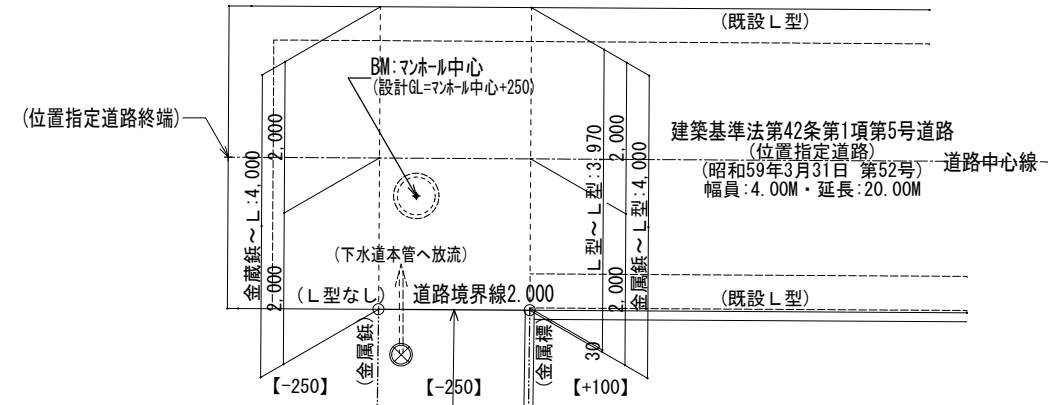 (既設L型)
BM:マンホール中心
(設計GL=マンホール中心+250)
(位置指定道路終端)
建築基準法第42条第1項第5号道路
(位置指定道路)
(昭和59年3月31日 第52号)
幅員:4.00M・延長:20.00M
道路中心線
金蔵鋲~L:4,000
2,000
2,000
L型~L型:3,970
2,000
2,000
金属鋲~L型:4,000
(下水道本管へ放流)
(L型なし)
道路境界線2.000
(既設L型)
(金属鋲)
(金属標)
30
【-250】
【-250】
【+100】